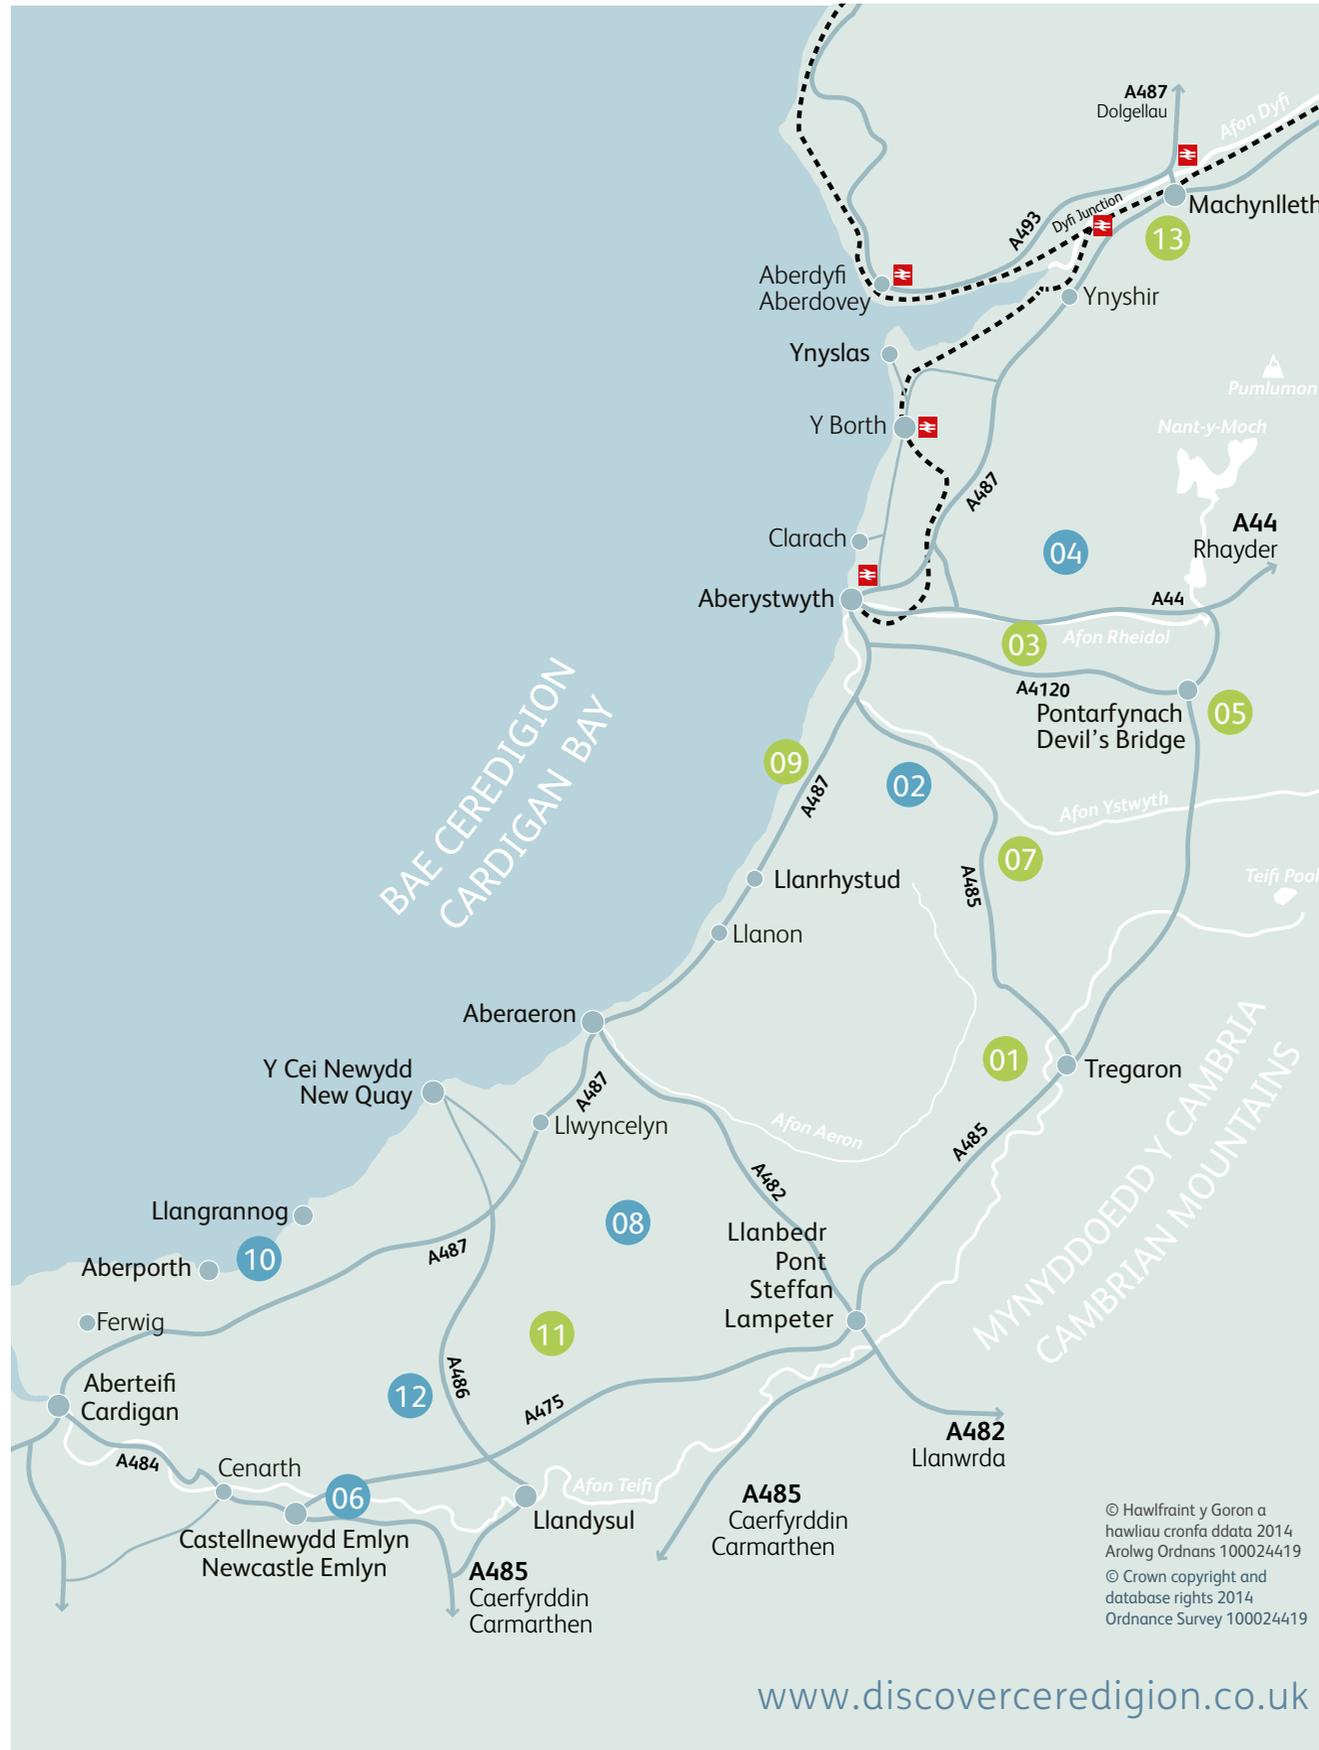 A487
Dolgellau
Afon Dyfi
Machynlleth
Dyfi Junction
A493
13
Aberdyfi
Aberdovey
Ynyshir
Ynyslas
Pumlumon
Y Borth
Nant-y-Moch
A487
A44
Rhayder
Clarach
04
Aberystwyth
A44
Afon Rheidol
03
A4120
Pontarfynach
Devil's Bridge
05
BAE CEREDIGION
CARDIGAN BAY
09
A487
02
Afon Ystwyth
07
A485
Llanrhystud
Teifi Pool
Llanon
Aberaeron
01
Tregaron
Y Cei Newydd
New Quay
A487
Llwyncelyn
Afon Aeron
A485
MYNYDDOEDD Y CAMBRIA
CAMBRIAN MOUNTAINS
A482
Llangrannog
08
10
A487
Aberporth
Llanbedr
Pont
Steffan
Lampeter
Ferwig
11
Aberteifi
Cardigan
12
A486
A475
A482
Llanwrda
A484
Cenarth
06
Afon Teifi
A485
Caerfyrddin
Carmarthen
Llandysul
Castellnewydd Emlyn
Newcastle Emlyn
A485
Caerfyrddin
Carmarthen
© Hawlfraint y Goron a
hawliau cronfa ddata 2014
Arolwg Ordnans 100024419
© Crown copyright and
database rights 2014
Ordnance Survey 100024419
www.discoverceredigion.co.uk